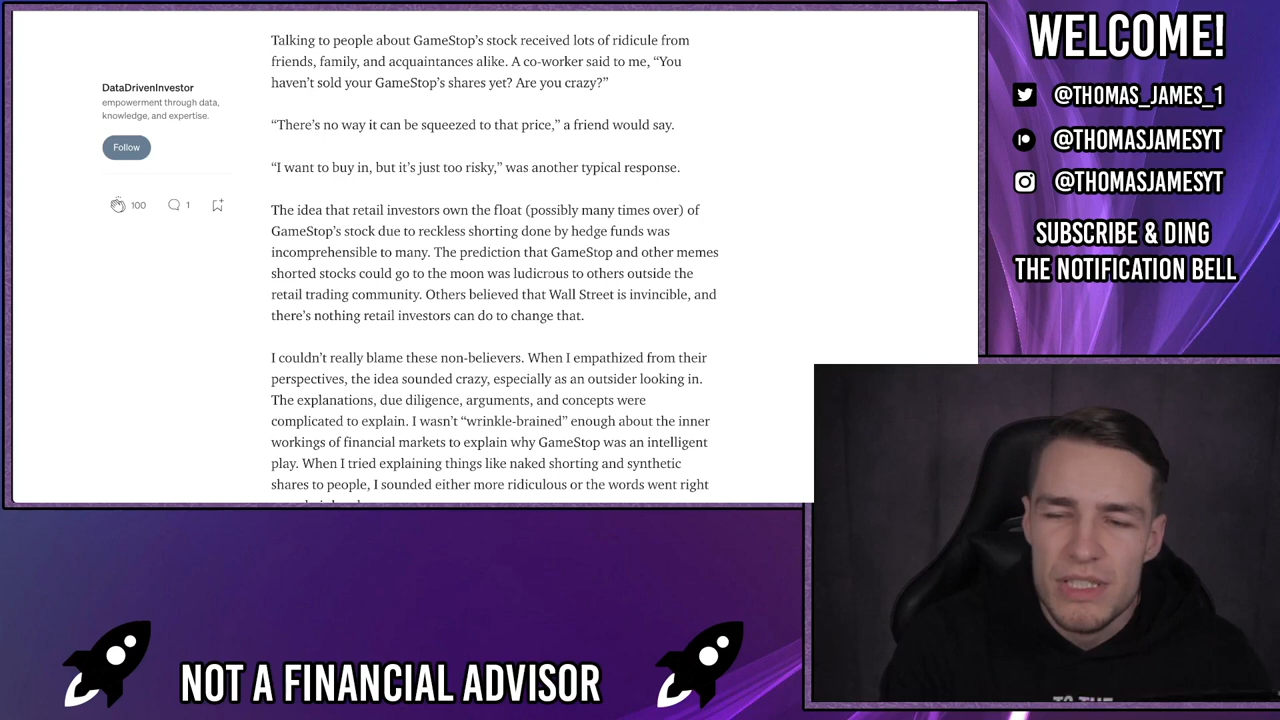 Talking to people about GameStop’s stock received lots of ridicule from
friends, family, and acquaintances alike. A co-worker said to me, “You
haven’t sold your GameStop’s shares yet? Are you crazy?”
“There’s no way it can be squeezed to that price,” a friend would say.
“I want to buy in, but it’s just too risky,” was another typical response.
The idea that retail investors own the float (possibly many times over) of
GameStop’s stock due to reckless shorting done by hedge funds was
incomprehensible to many. The prediction that GameStop and other memes
shorted stocks could go to the moon was ludicrous to others outside the
retail trading community. Others believed that Wall Street is invincible, and
there’s nothing retail investors can do to change that.
I couldn’t really blame these non-believers. When I empathized from their
perspectives, the idea sounded crazy, especially as an outsider looking in.
The explanations, due diligence, arguments, and concepts were
complicated to explain. I wasn’t “wrinkle-brained” enough about the inner
workings of financial markets to explain why GameStop was an intelligent
play. When I tried explaining things like naked shorting and synthetic
shares to people, I sounded either more ridiculous or the words went right
DataDrivenInvestor
empowerment through data,
knowledge, and expertise.
Follow
100 1
WELCOME!
@THOMAS_JAMES_1
@THOMASJAMESYT
@THOMASJAMESYT
SUBSCRIBE & DING
THE NOTIFICATION BELL
NOT A FINANCIAL ADVISOR
TO THE